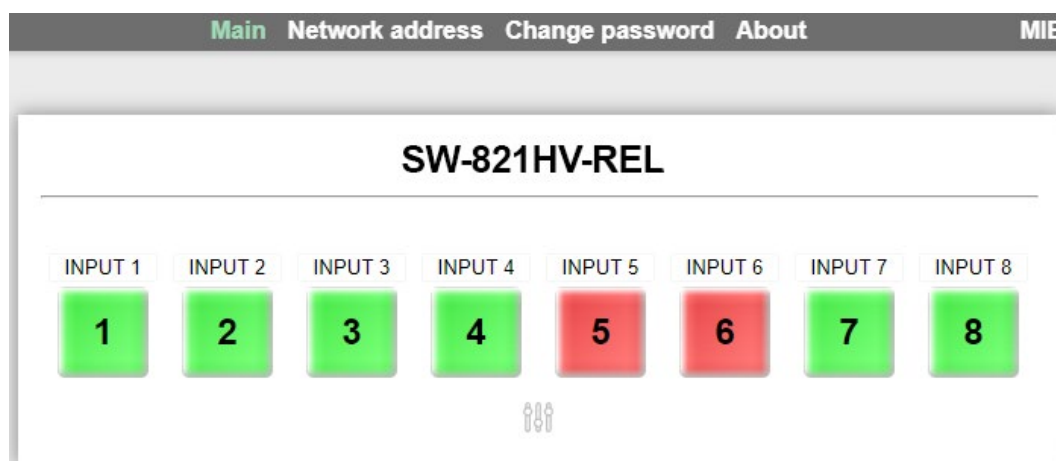 Main Network address Change password About MIB
SW-821HV-REL
INPUT 1 INPUT 2 INPUT 3 INPUT 4 INPUT 5 INPUT 6 INPUT 7 INPUT 8
1 2 3 4 5 6 7 8